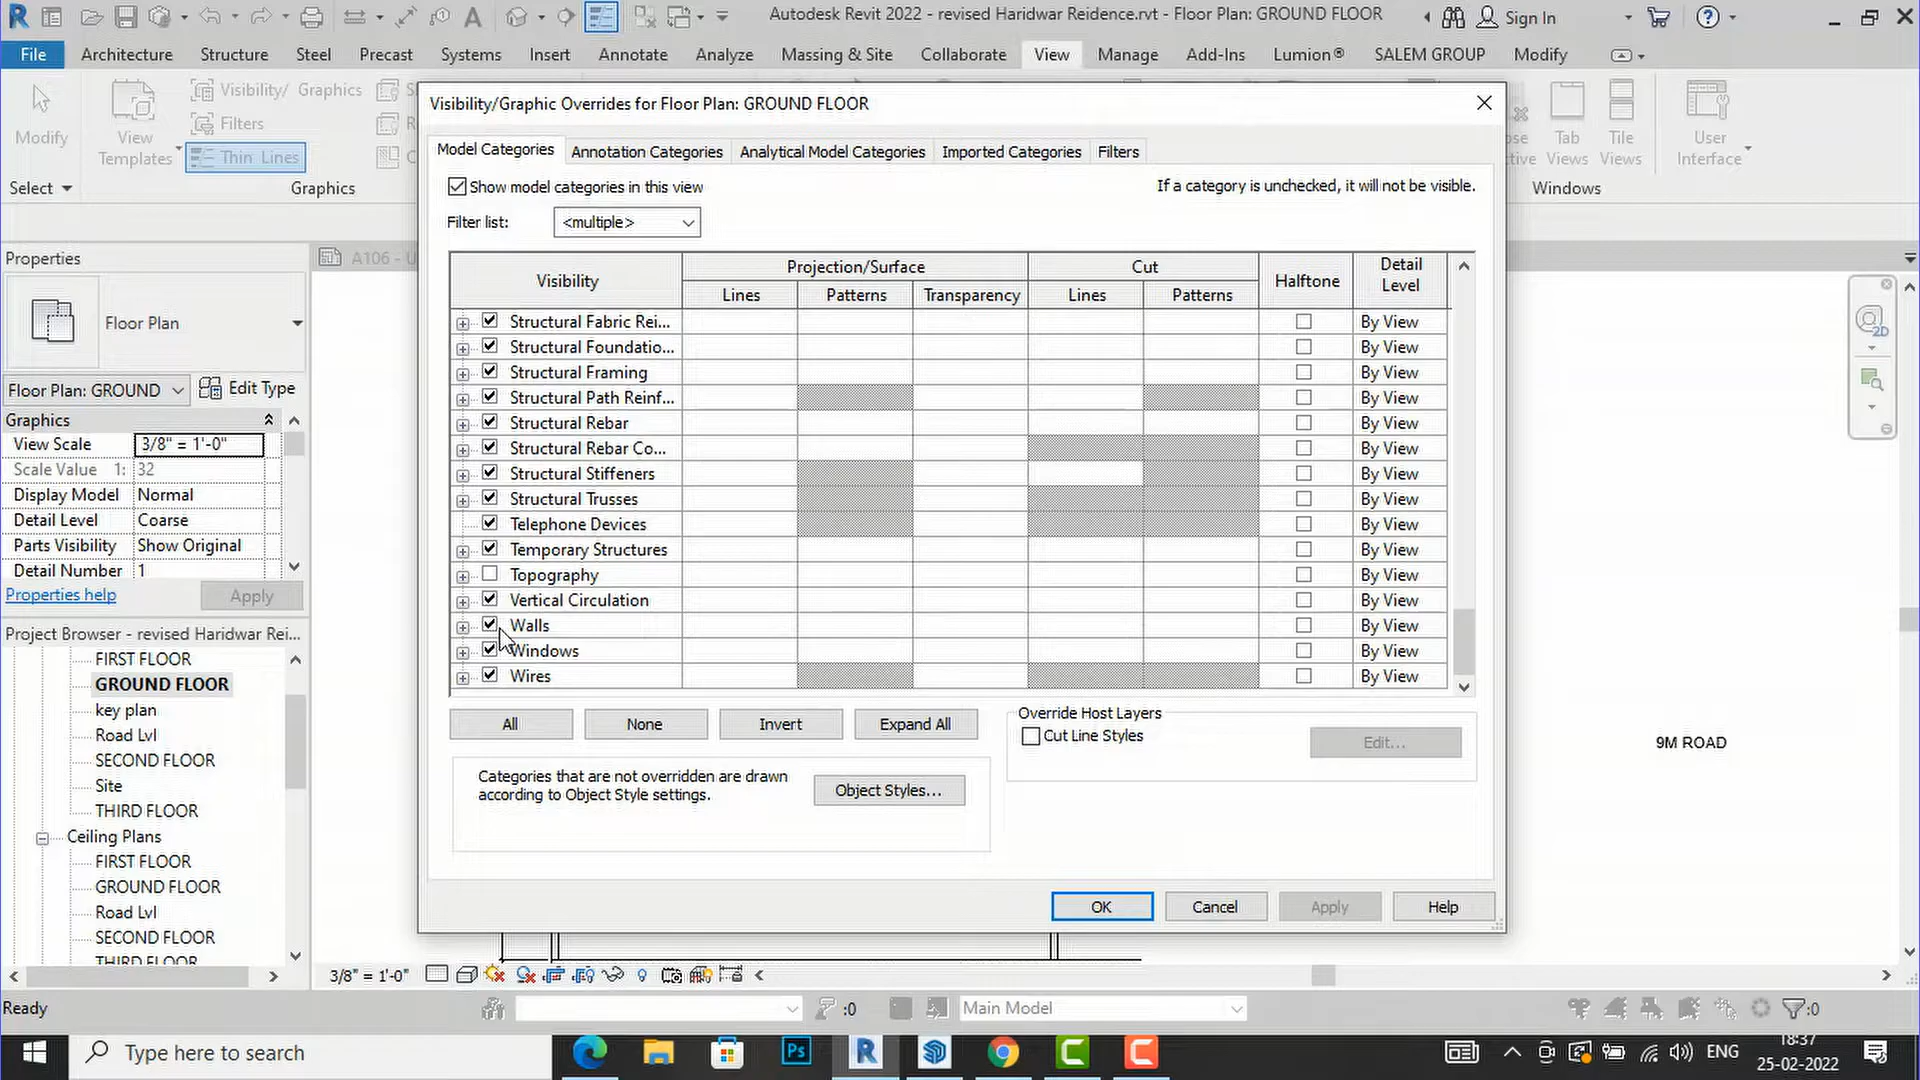 Autodesk Revit 2022 - revised Haridwar Reidence.rvt - Floor Plan: GROUND FLOOR
Sign In
File Architecture Structure Steel Precast Systems Insert Annotate Analyze Massing & Site Collaborate View Manage Add-Ins Lumion® SALEM GROUP Modify
Modify
View
Templates
Visibility/ Graphics
Filters
Thin Lines
Tab
Views
Tile
Views
User
Interface
Select
Graphics
Windows
Properties
Floor Plan
Floor Plan: GROUND
Edit Type
Graphics
View Scale 3/8" = 1'-0"
Scale Value 1: 32
Display Model Normal
Detail Level Coarse
Parts Visibility Show Original
Detail Number 1
Properties help
Apply
Project Browser - revised Haridwar Rei...
FIRST FLOOR
GROUND FLOOR
key plan
Road Lvl
SECOND FLOOR
Site
THIRD FLOOR
Ceiling Plans
FIRST FLOOR
GROUND FLOOR
Road Lvl
SECOND FLOOR
THIRD FLOOR
A106 - U
Visibility/Graphic Overrides for Floor Plan: GROUND FLOOR
Model Categories Annotation Categories Analytical Model Categories Imported Categories Filters
Show model categories in this view
If a category is unchecked, it will not be visible.
Filter list: <multiple>
Visibility
Projection/Surface
Cut
Halftone
Detail
Level
Lines Patterns Transparency Lines Patterns
Structural Fabric Rei... By View
Structural Foundatio... By View
Structural Framing By View
Structural Path Reinf... By View
Structural Rebar By View
Structural Rebar Co... By View
Structural Stiffeners By View
Structural Trusses By View
Telephone Devices By View
Temporary Structures By View
Topography By View
Vertical Circulation By View
Walls By View
Windows By View
Wires By View
All None Invert Expand All
Override Host Layers
Cut Line Styles
Edit...
Categories that are not overridden are drawn
according to Object Style settings.
Object Styles...
OK Cancel Apply Help
9M ROAD
3/8" = 1'-0"
Ready
:0
Main Model
:0
Type here to search
Ps
ENG
18:37
25-02-2022